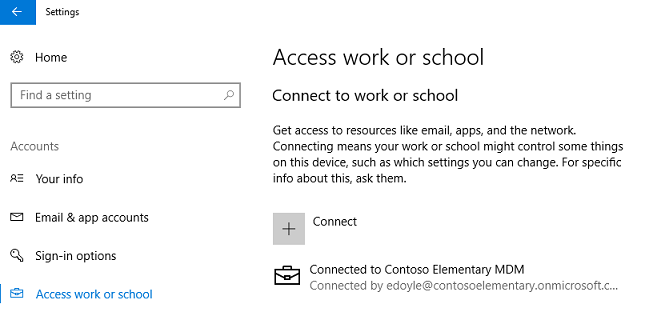 Settings
Home
Find a setting
Accounts
Your info
Email & app accounts
Sign-in options
Access work or school
Access work or school
Connect to work or school
Get access to resources like email, apps, and the network.
Connecting means your work or school might control some things
on this device, such as which settings you can change. For specific
info about this, ask them.
Connect
Connected to Contoso Elementary MDM
Connected by edoyle@contosoelementary.onmicrosoft.c...